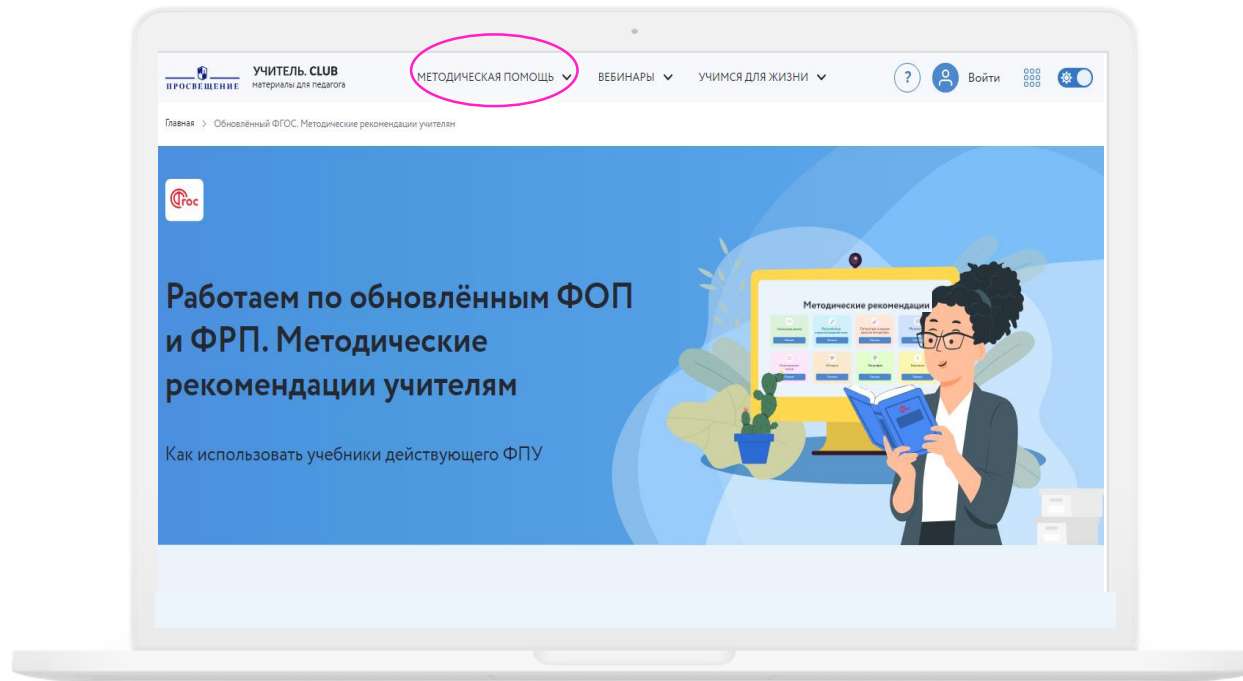 ПРОСВЕЩЕНИЕ
УЧИТЕЛЬ. CLUB
материалы для педагога
МЕТОДИЧЕСКАЯ ПОМОЩЬ
ВЕБИНАРЫ
УЧИМСЯ ДЛЯ ЖИЗНИ
?
Войти
Главная > Обновлённый ФГОС. Методические рекомендации учителям
фгос
Работаем по обновлённым ФОП
и ФРП. Методические
рекомендации учителям
Как использовать учебники действующего ФПУ
Методические рекомендации